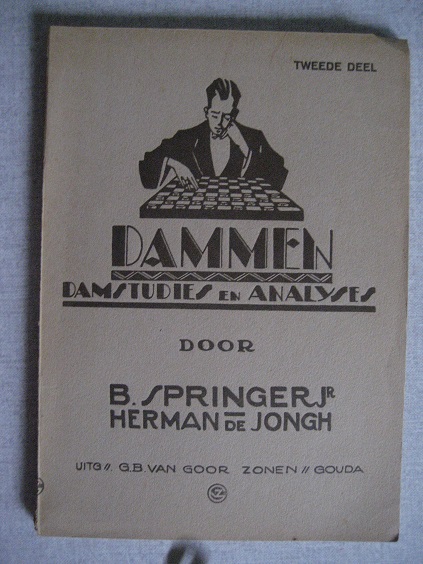 TWEEDE DEEL
DAMMEN
DAMSTUDIES EN ANALYSES
DOOR
B. SPRINGER JR
HERMAN DE JONGH
UITG // G.B. VAN GOOR ZONEN // GOUDA